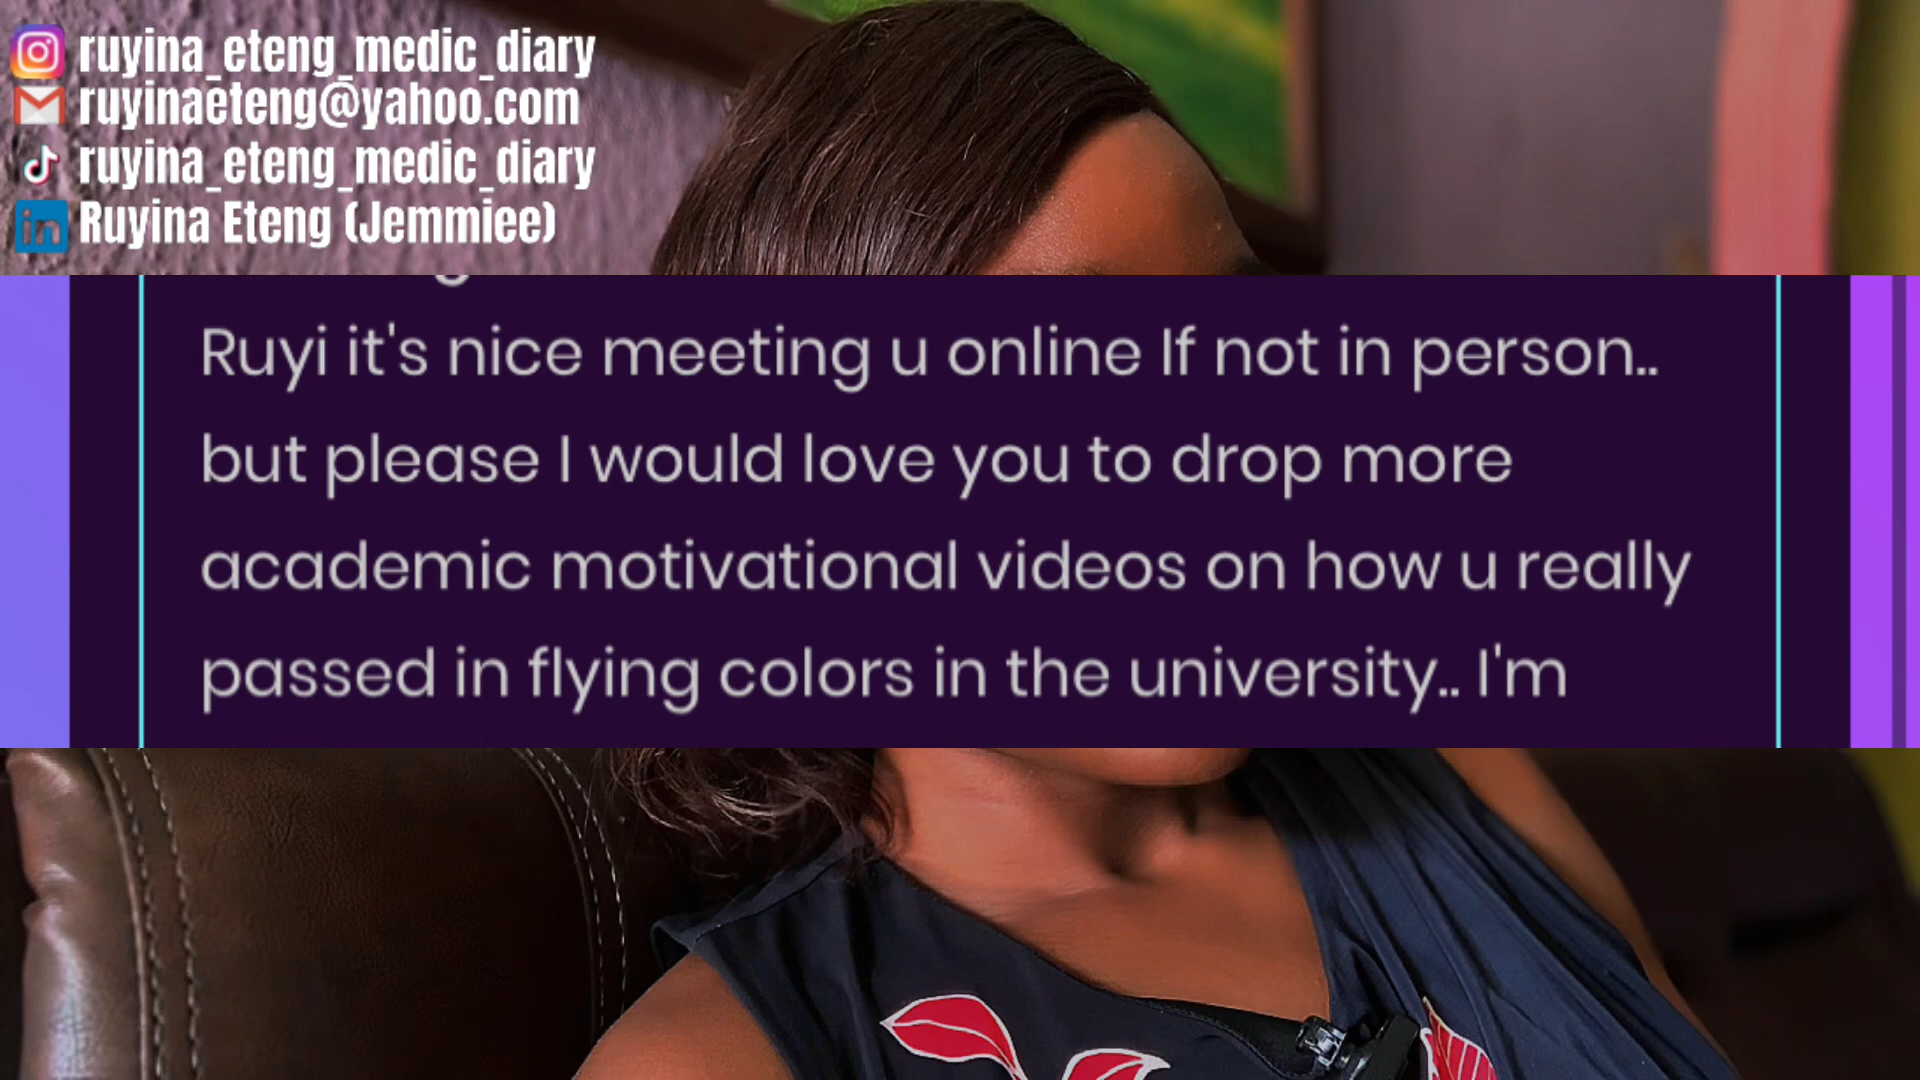 ruyina_eteng_medic_diary
ruyinaeteng@yahoo.com
ruyina_eteng_medic_diary
in Ruyina Eteng (Jemmiee)
Ruyi it's nice meeting u online If not in person..
but please I would love you to drop more
academic motivational videos on how u really
passed in flying colors in the university.. I'm